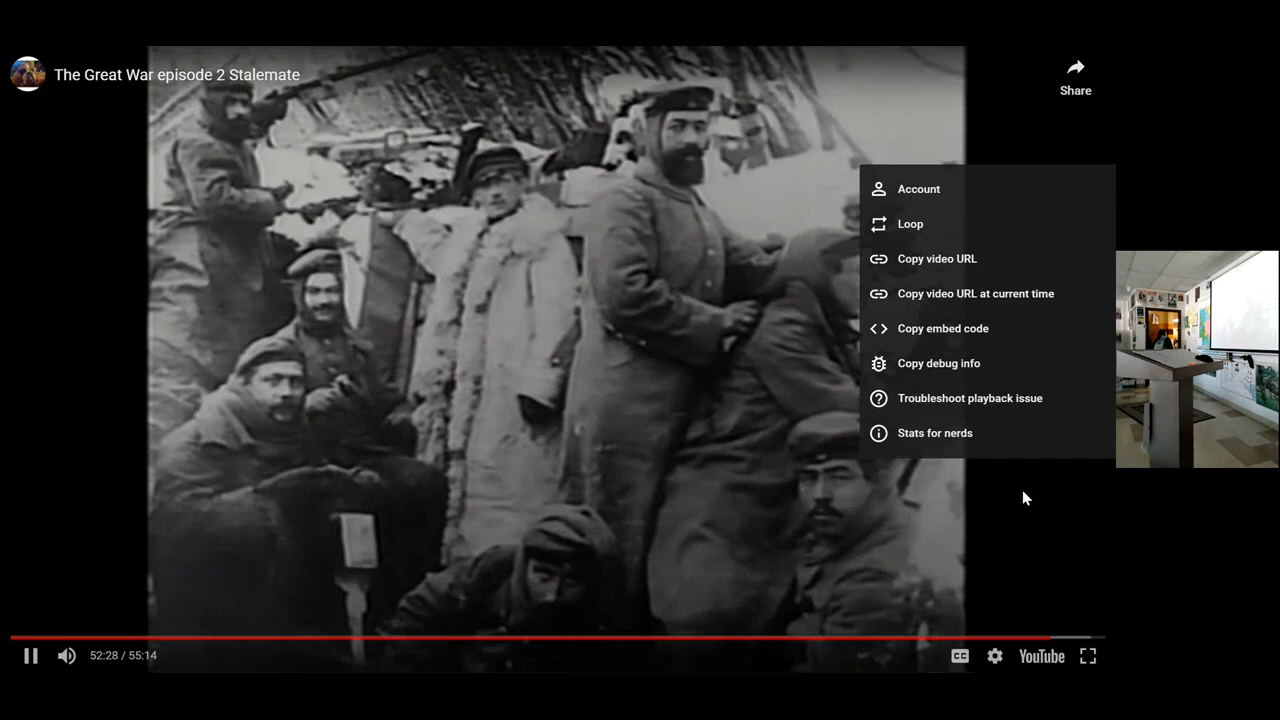 The Great War episode 2 Stalemate
Share
Account
Loop
Copy video URL
Copy video URL at current time
Copy embed code
Copy debug info
Troubleshoot playback issue
Stats for nerds
52:28 / 55:14
CC
YouTube